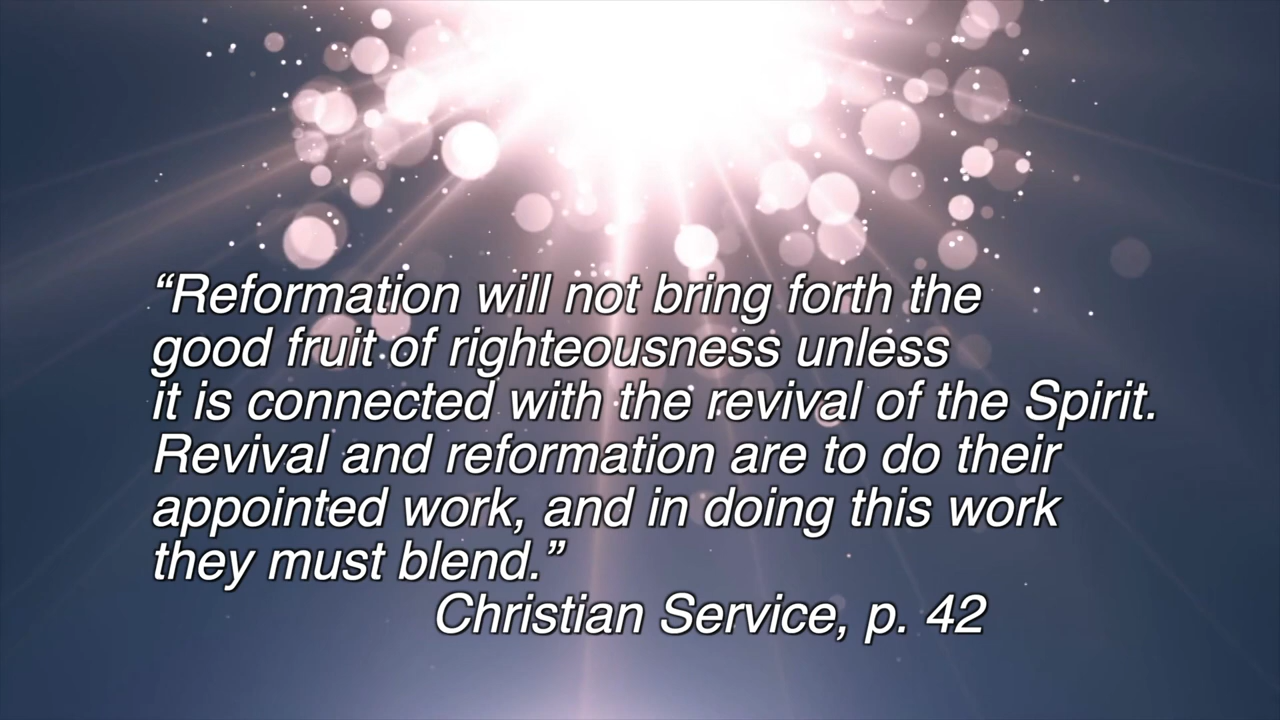 “Reformation will not bring forth the
good fruit of righteousness unless
it is connected with the revival of the Spirit.
Revival and reformation are to do their
appointed work, and in doing this work
they must blend.”
Christian Service, p. 42